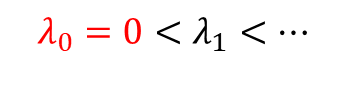 λ₀ = 0 < λ₁ < ⋯